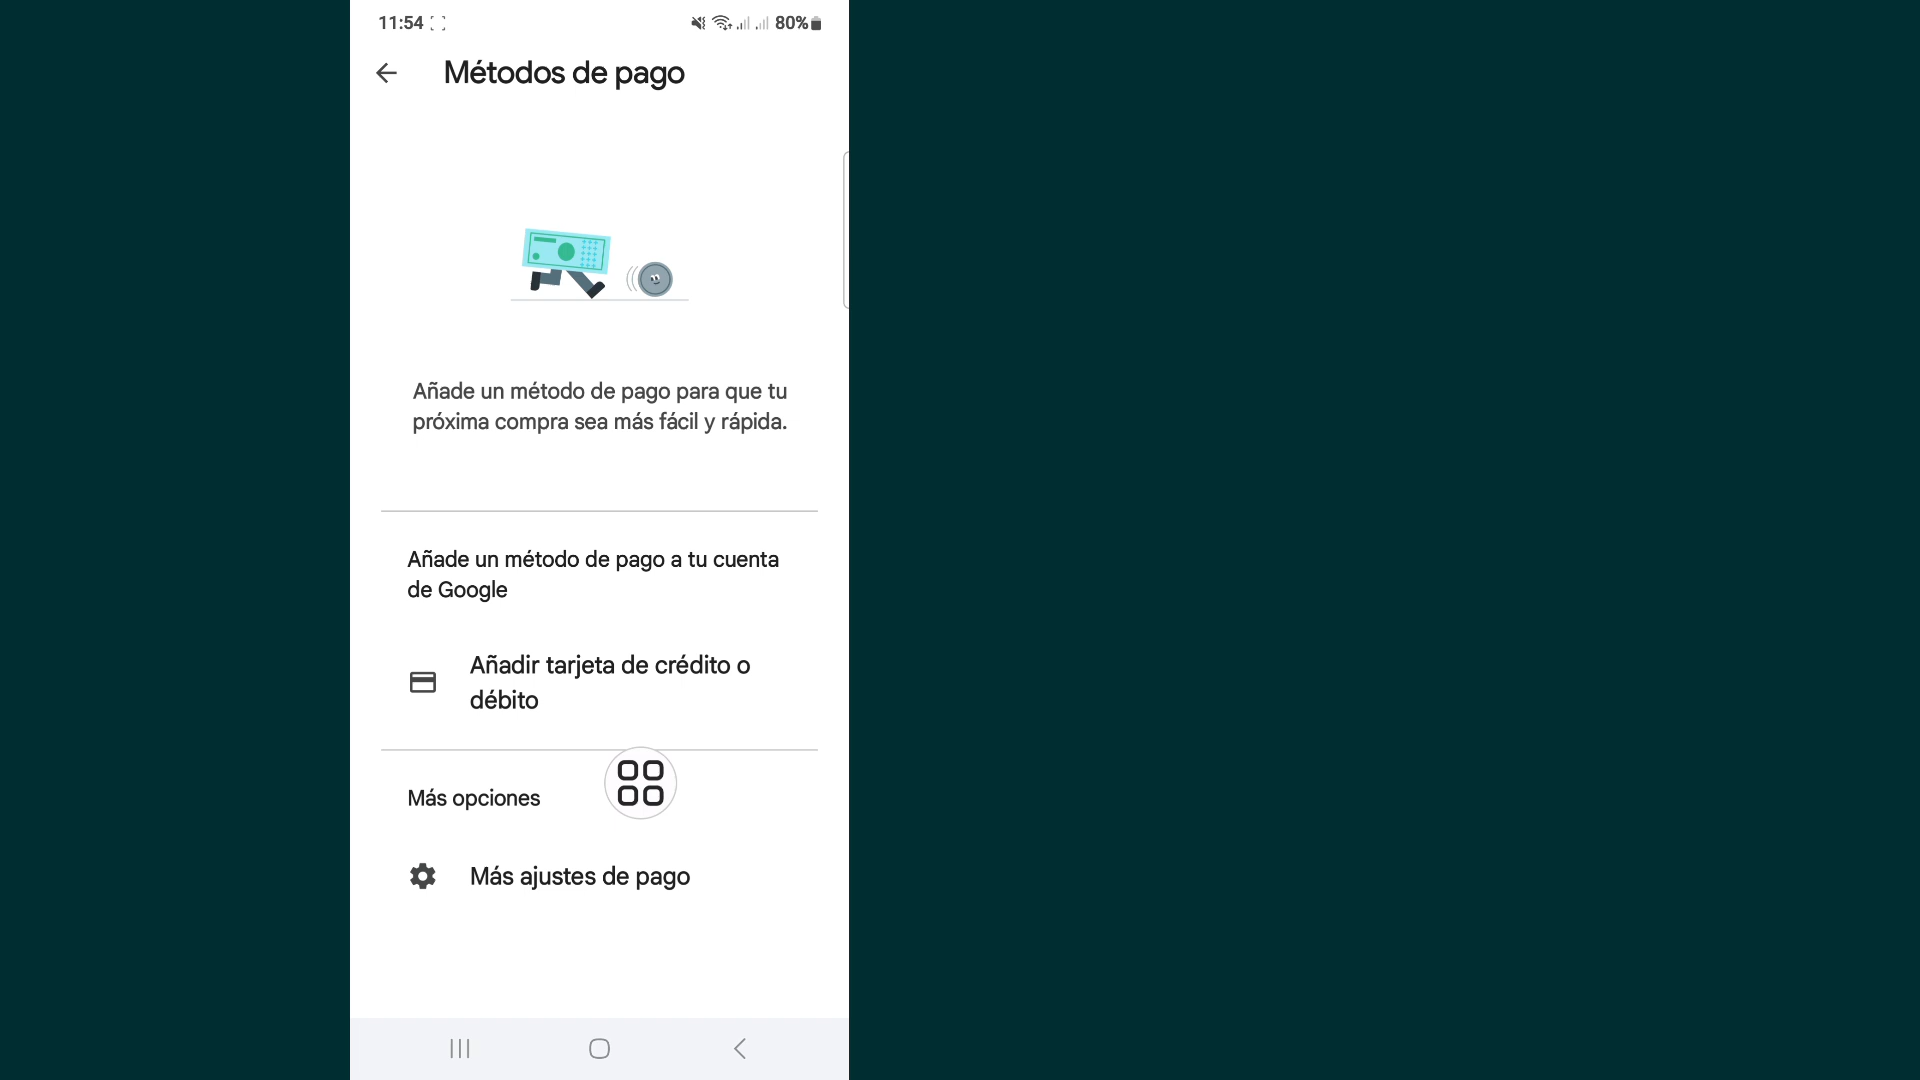 11:54
80%
Métodos de pago
Añade un método de pago para que tu
próxima compra sea más fácil y rápida.
Añade un método de pago a tu cuenta
de Google
Añadir tarjeta de crédito o
débito
Más opciones
Más ajustes de pago